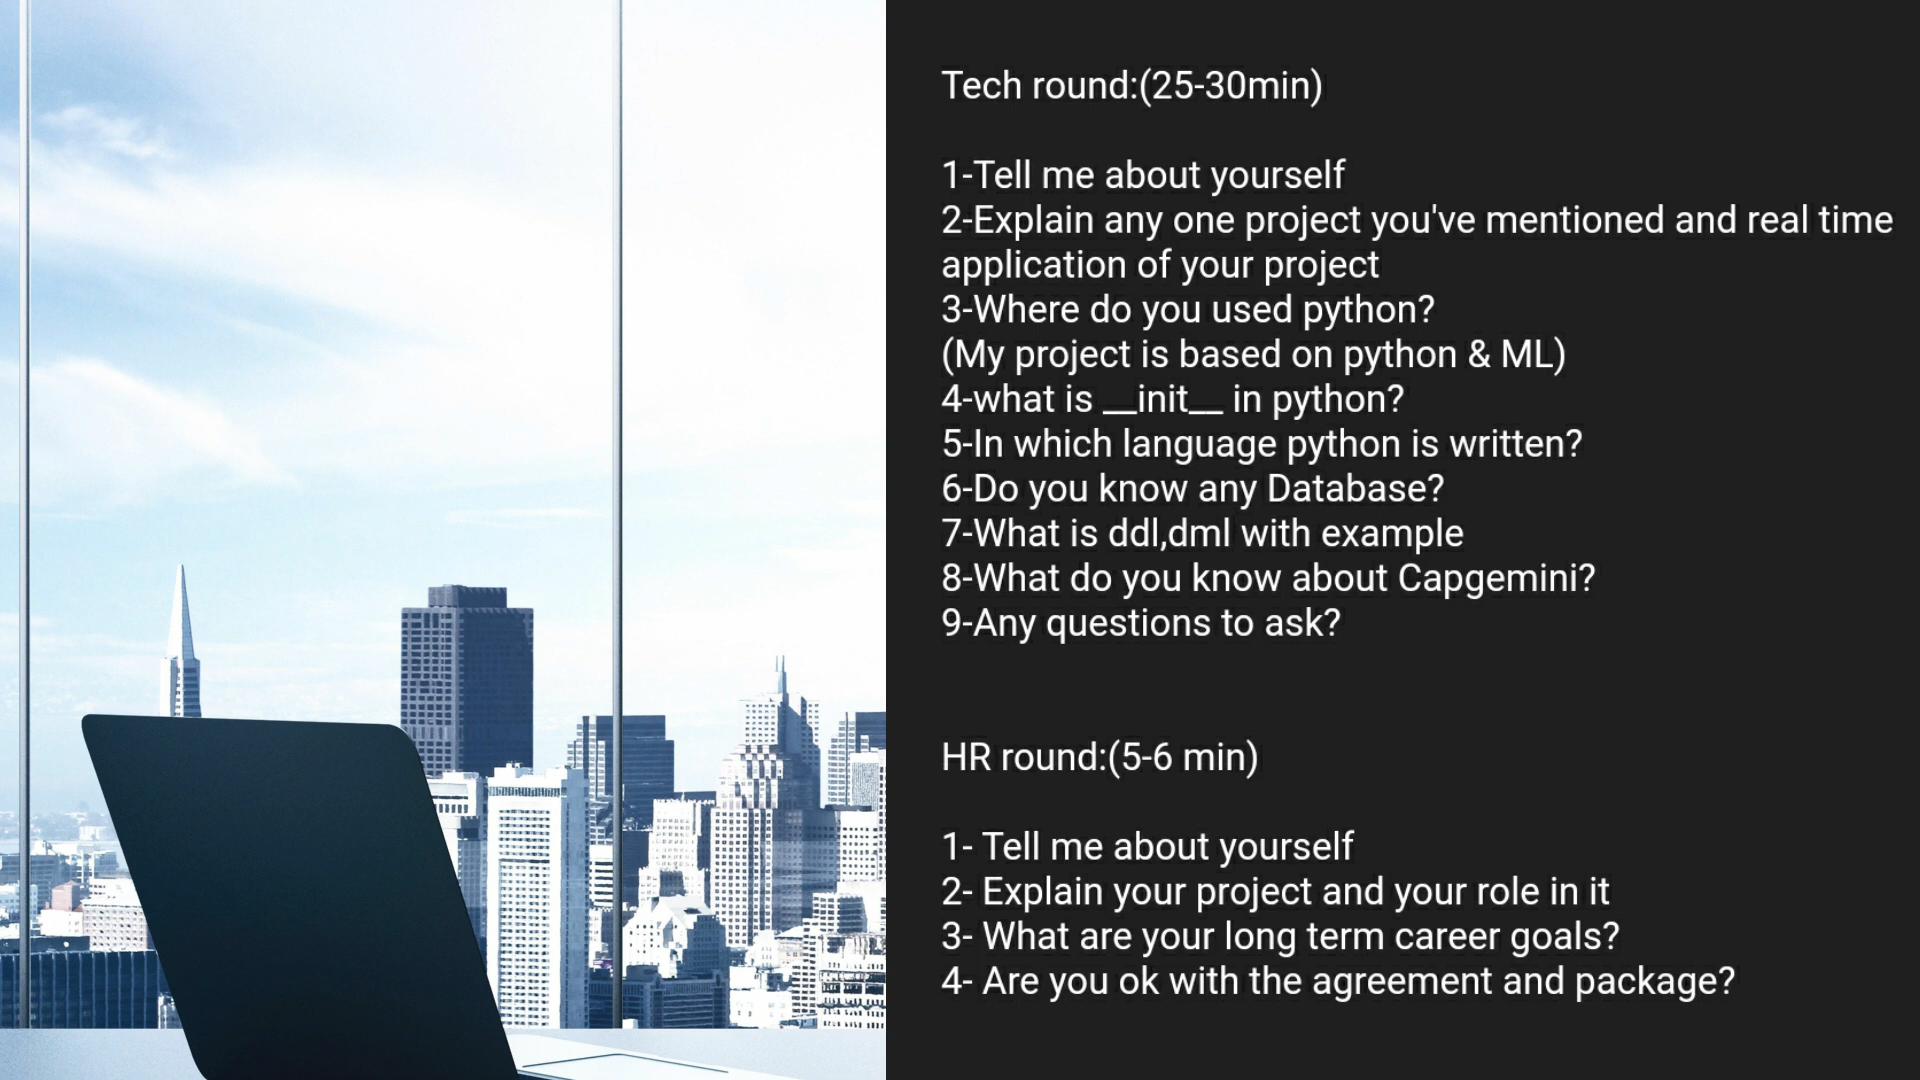 Tech round:(25-30min)
1-Tell me about yourself
2-Explain any one project you've mentioned and real time
application of your project
3-Where do you used python?
(My project is based on python & ML)
4-what is __init__ in python?
5-In which language python is written?
6-Do you know any Database?
7-What is ddl,dml with example
8-What do you know about Capgemini?
9-Any questions to ask?
HR round:(5-6 min)
1- Tell me about yourself
2- Explain your project and your role in it
3- What are your long term career goals?
4- Are you ok with the agreement and package?